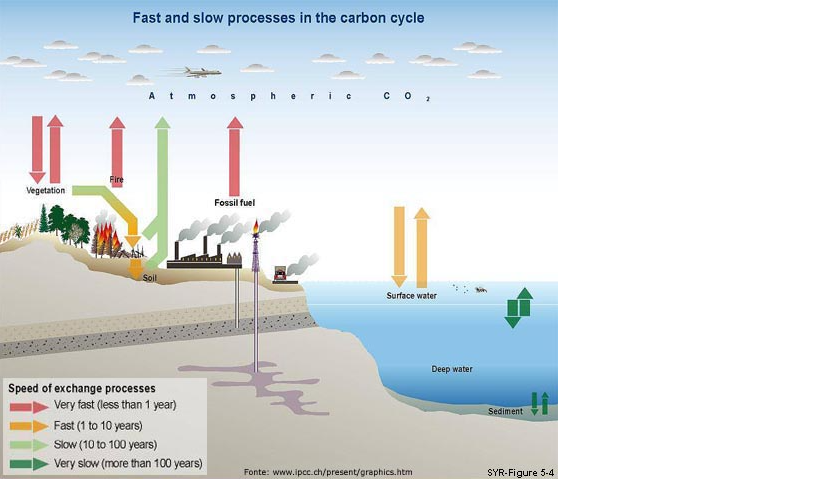 Fast and slow processes in the carbon cycle
Atmospheric CO2
Fire
Vegetation
Fossil fuel
Soil
Surface water
Deep water
Sediment
Speed of exchange processes
Very fast (less than 1 year)
Fast (1 to 10 years)
Slow (10 to 100 years)
Very slow (more than 100 years)
Fonte: www.ipcc.ch/present/graphics.htm
SYR-Figure 5-4